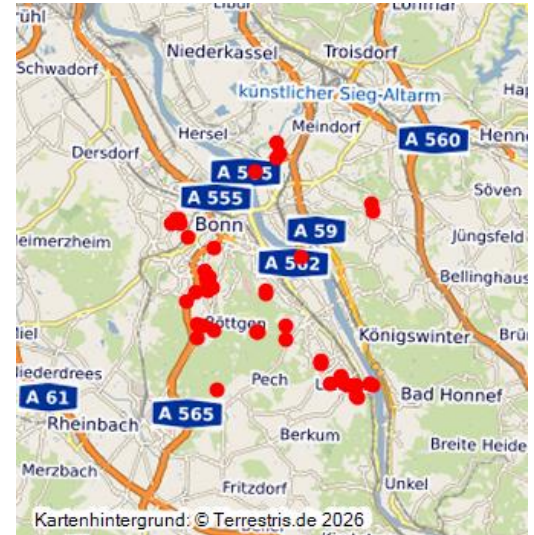 Niederkassel
Troisdorf
Schwadorf
künstlicher Sieg-Altarm
Hersel
Meindorf
A 560
Henne
Dersdorf
A 555
Söven
Bonn
A 59
Jüngsfeld
A 562
Bellinghaus
Königswinter
Pech
A 61
A 565
Bad Honnef
Rheinbach
Berkum
Breite Heide
Merzbach
Fritzdorf
Unkel
Kartenhintergrund: © Terrestris.de 2026